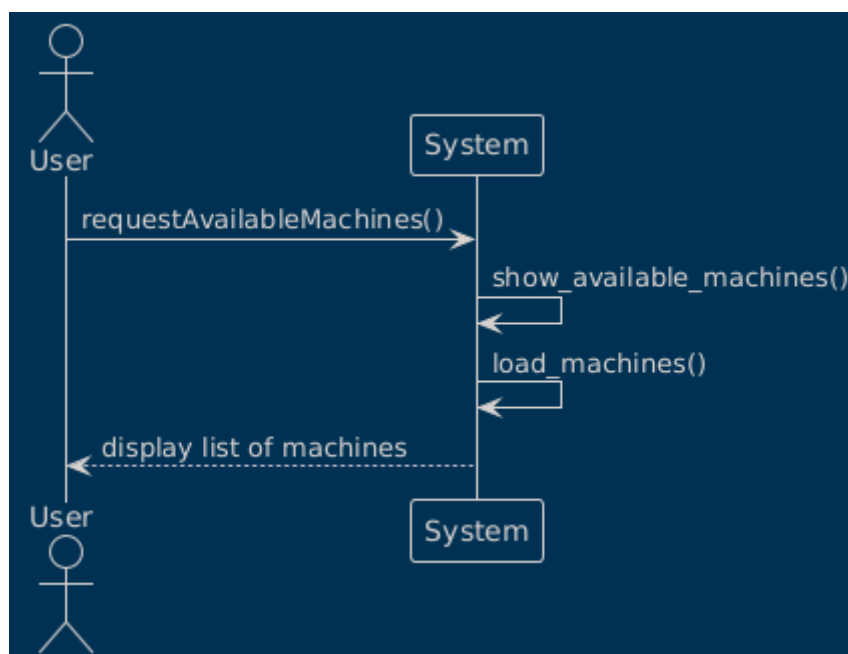 User
System
requestAvailableMachines()
show_available_machines()
load_machines()
display list of machines
User
System